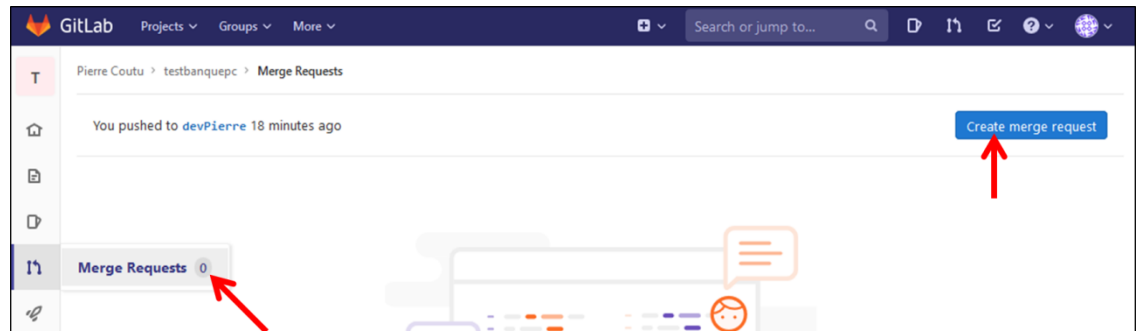 GitLab Projects Groups More Search or jump to...
T
Pierre Coutu > testbanquepc > Merge Requests
You pushed to devPierre 18 minutes ago Create merge request
Merge Requests 0